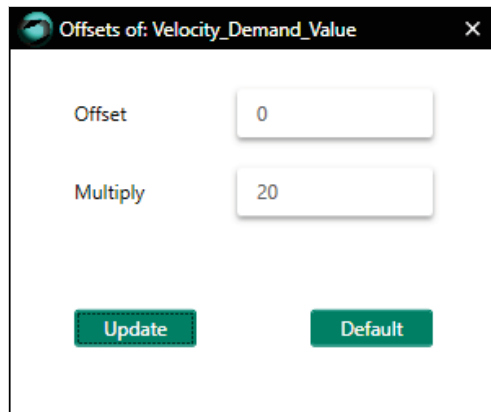 Offsets of: Velocity_Demand_Value
Offset 0
Multiply 20
Update Default